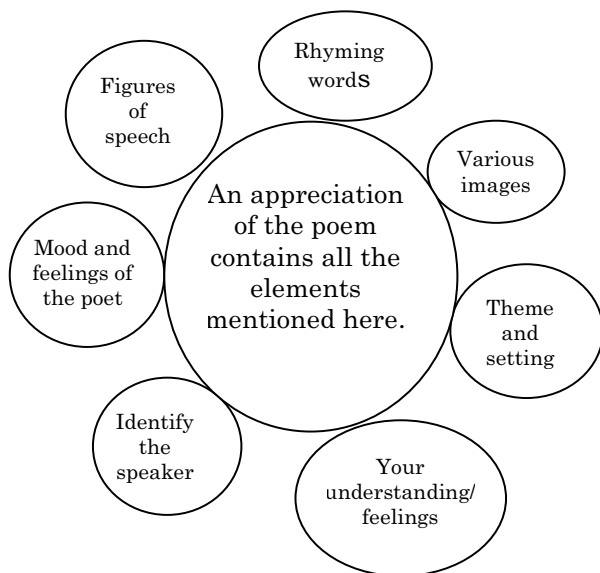 Rhyming
words
Figures
of
speech
Various
images
An appreciation
of the poem
contains all the
elements
mentioned here.
Mood and
feelings of
the poet
Theme
and
setting
Identify
the
speaker
Your
understanding/
feelings